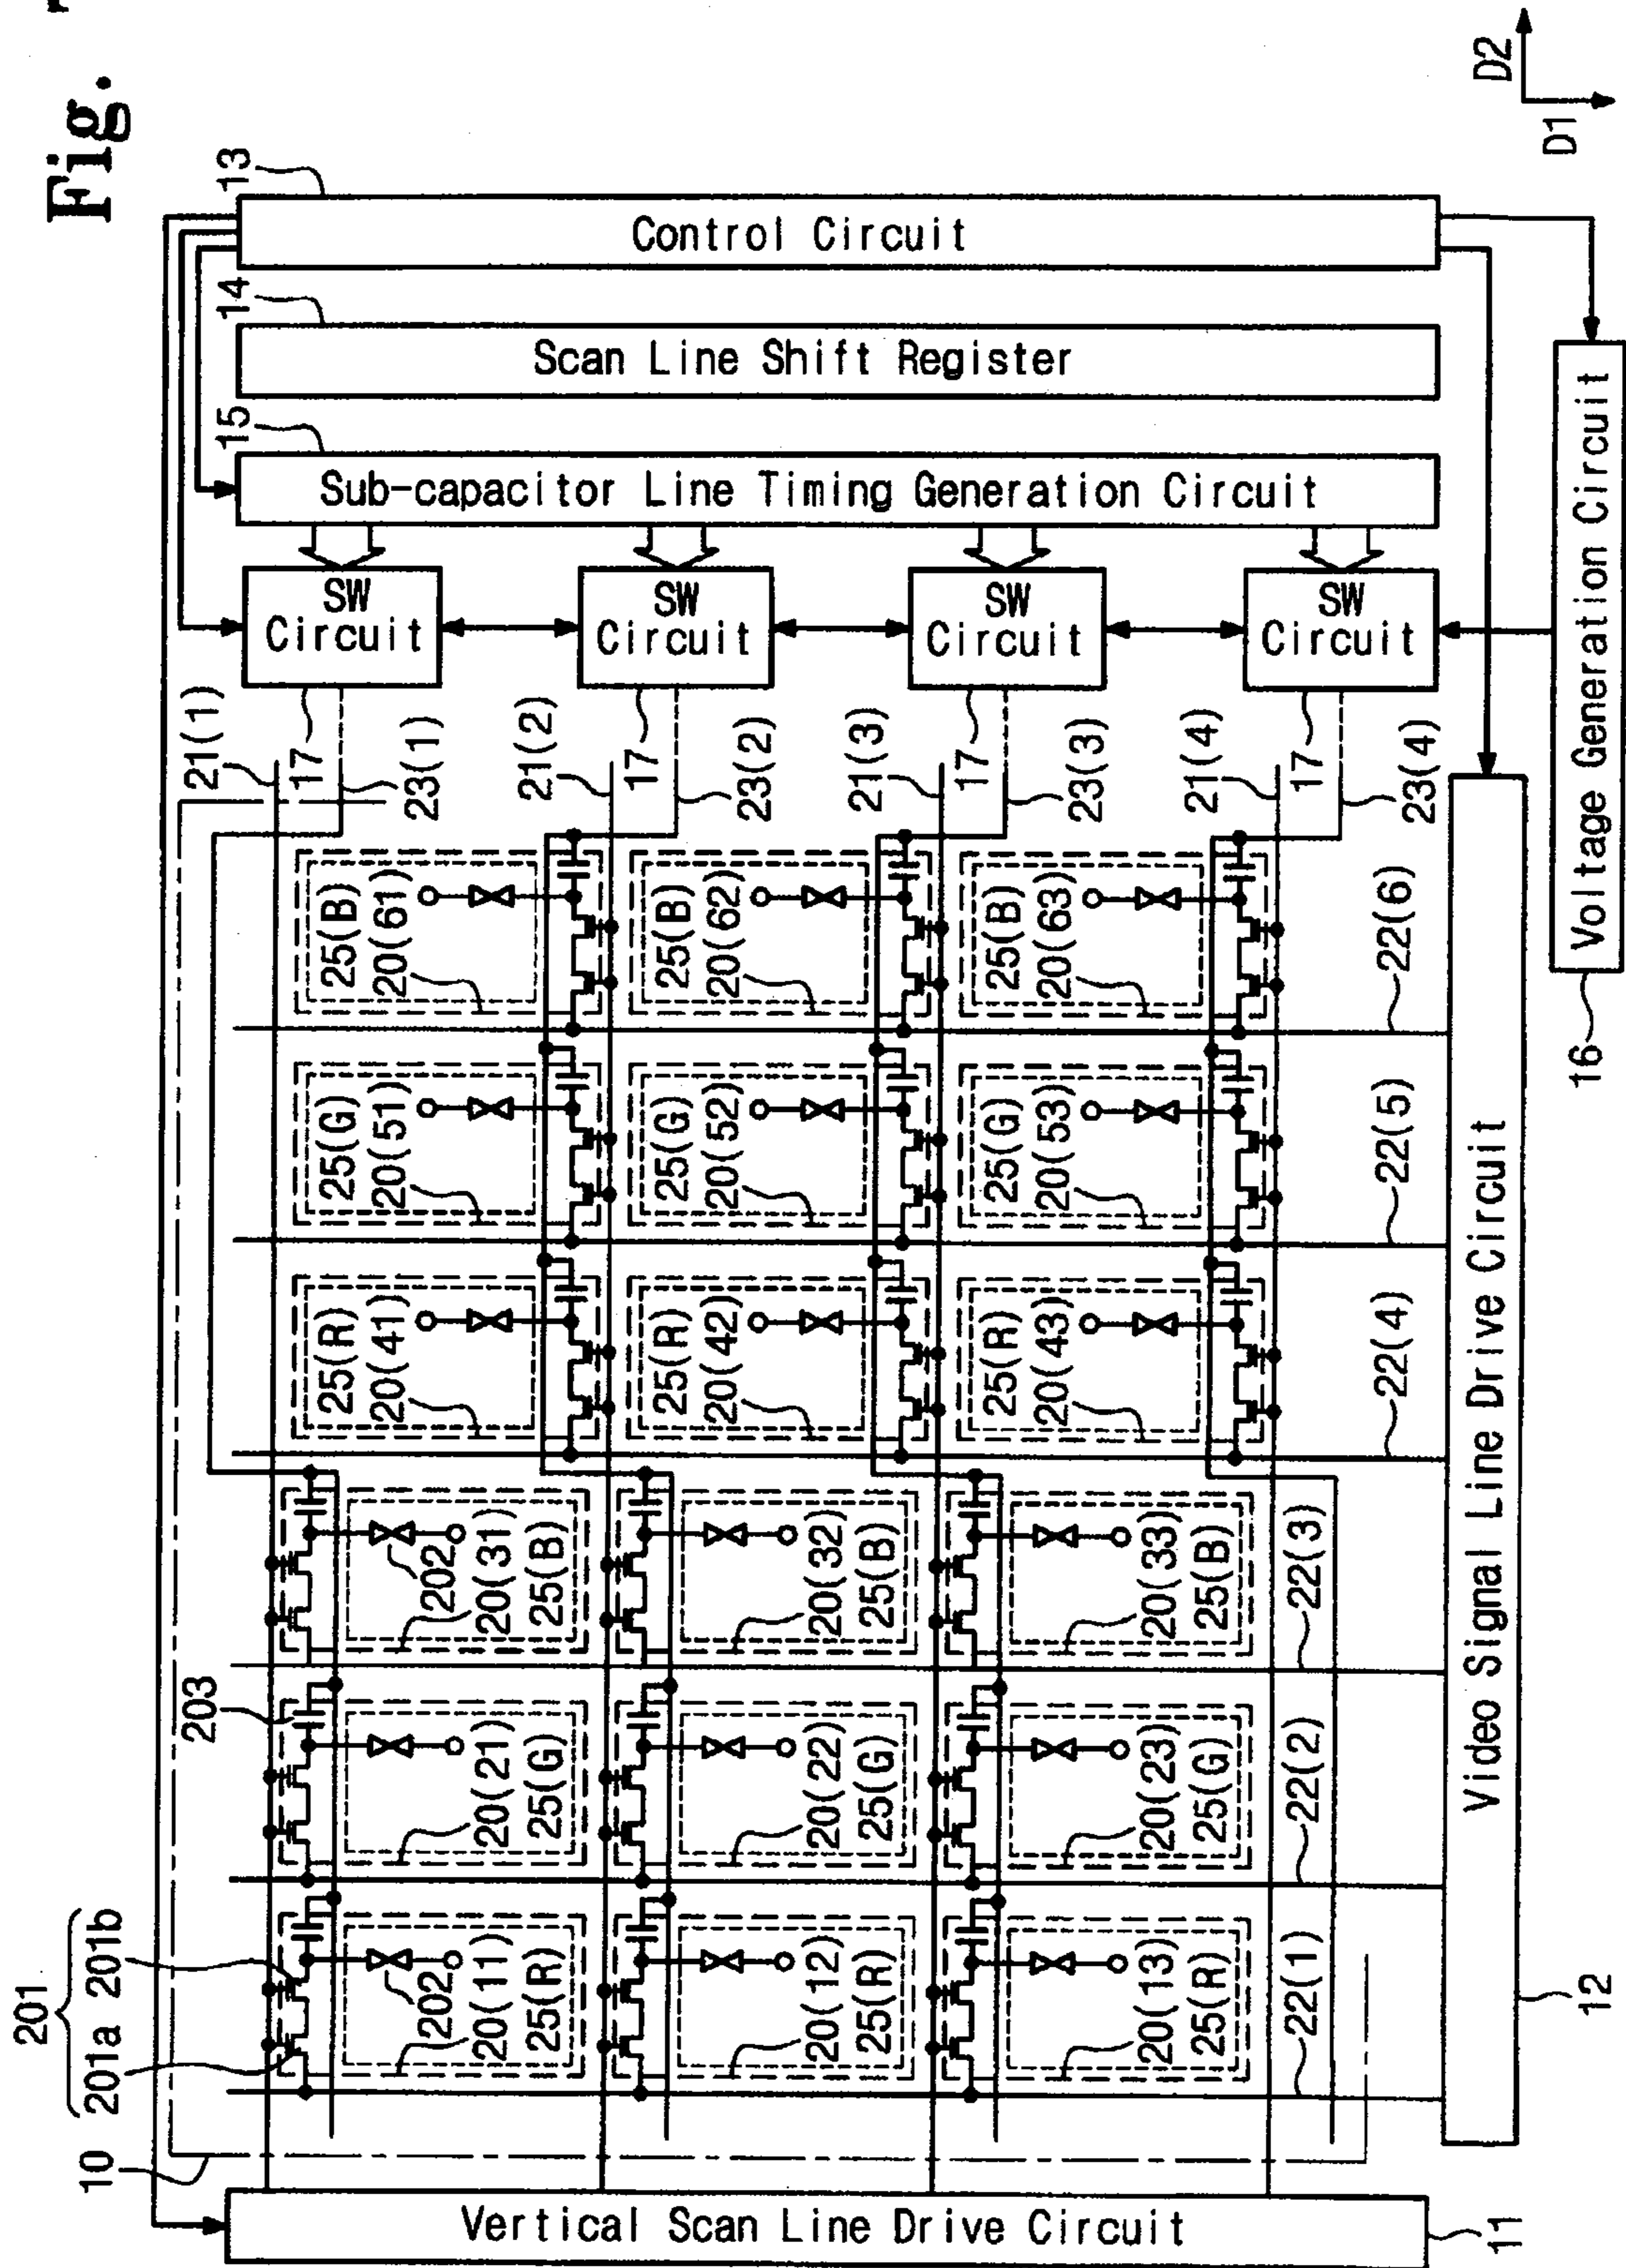 Fig.
D2
D1
13
Control Circuit
14
Scan Line Shift Register
15
Sub-capacitor Line Timing Generation Circuit
Voltage Generation Circuit
16
SW Circuit
SW Circuit
SW Circuit
SW Circuit
21(1)
17
23(1)
21(2)
17
23(2)
21(3)
17
23(3)
21(4)
17
23(4)
25(B)
20(61)
25(B)
20(62)
25(B)
20(63)
22(6)
25(G)
20(51)
25(G)
20(52)
25(G)
20(53)
22(5)
25(R)
20(41)
25(R)
20(42)
25(R)
20(43)
22(4)
202
20(31)
25(B)
20(32)
25(B)
20(33)
25(B)
22(3)
203
20(21)
25(G)
20(22)
25(G)
20(23)
25(G)
22(2)
201
201a 201b
202
20(11)
25(R)
20(12)
25(R)
20(13)
25(R)
22(1)
Video Signal Line Drive Circuit
12
10
Vertical Scan Line Drive Circuit
11